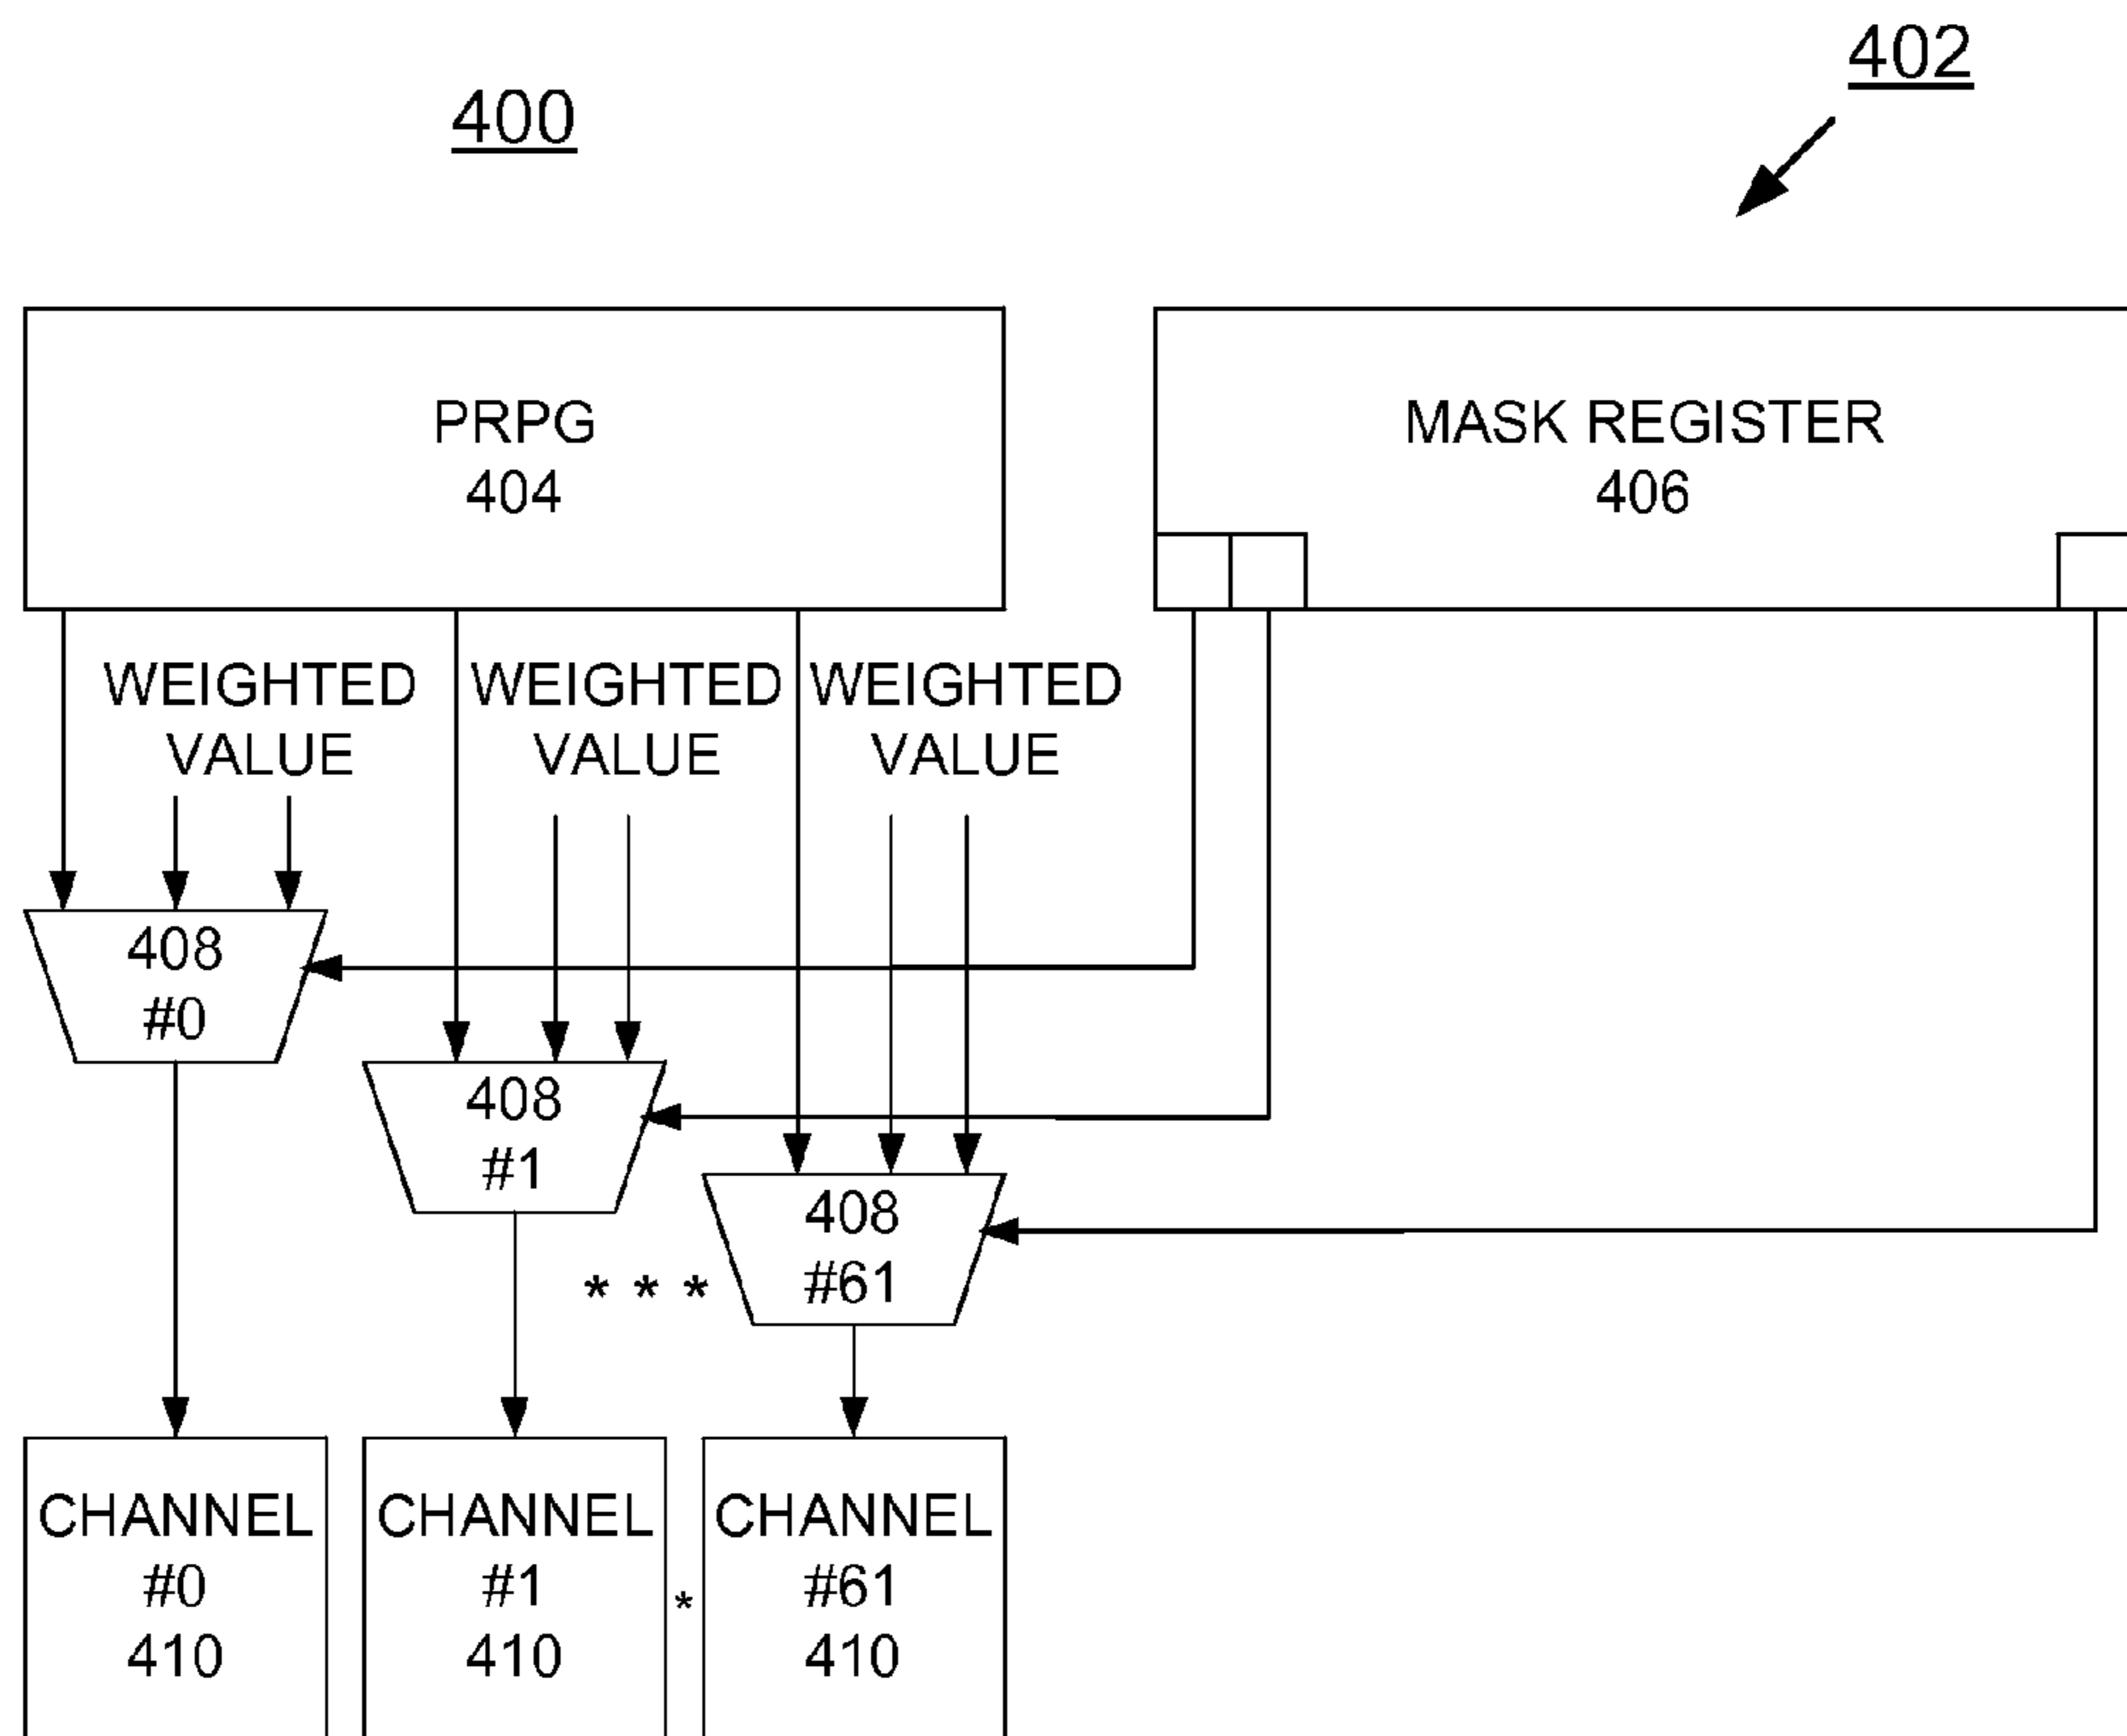 402
400
PRPG
404
MASK REGISTER
406
WEIGHTED
VALUE
WEIGHTED
VALUE
WEIGHTED
VALUE
408
#0
408
#1
408
#61
* * *
CHANNEL
#0
410
CHANNEL
#1
410
*
CHANNEL
#61
410